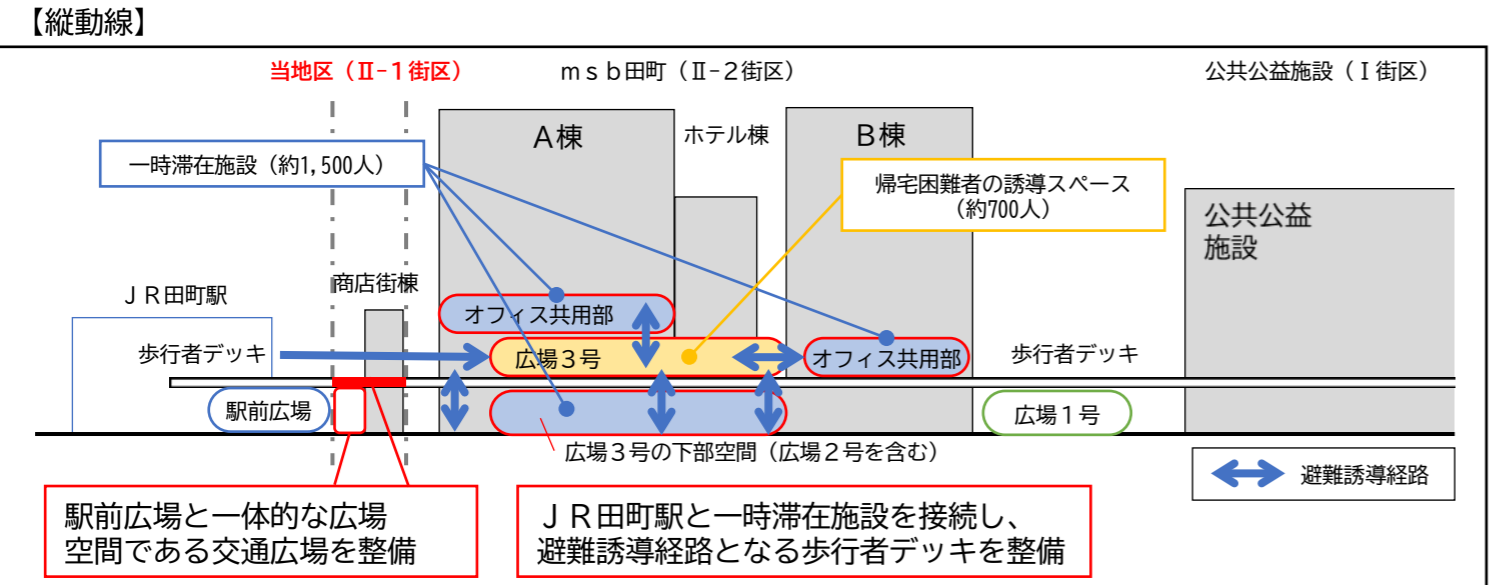 【縦動線】
当地区（Ⅱ-１街区）
ｍｓｂ田町（Ⅱ-２街区）
公共公益施設（Ⅰ街区）
Ａ棟
ホテル棟
Ｂ棟
一時滞在施設（約1,500人）
帰宅困難者の誘導スペース
（約700人）
公共公益
施設
ＪＲ田町駅
商店街棟
オフィス共用部
歩行者デッキ
広場３号
オフィス共用部
歩行者デッキ
駅前広場
広場１号
広場３号の下部空間（広場２号を含む）
避難誘導経路
駅前広場と一体的な広場
空間である交通広場を整備
ＪＲ田町駅と一時滞在施設を接続し、
避難誘導経路となる歩行者デッキを整備